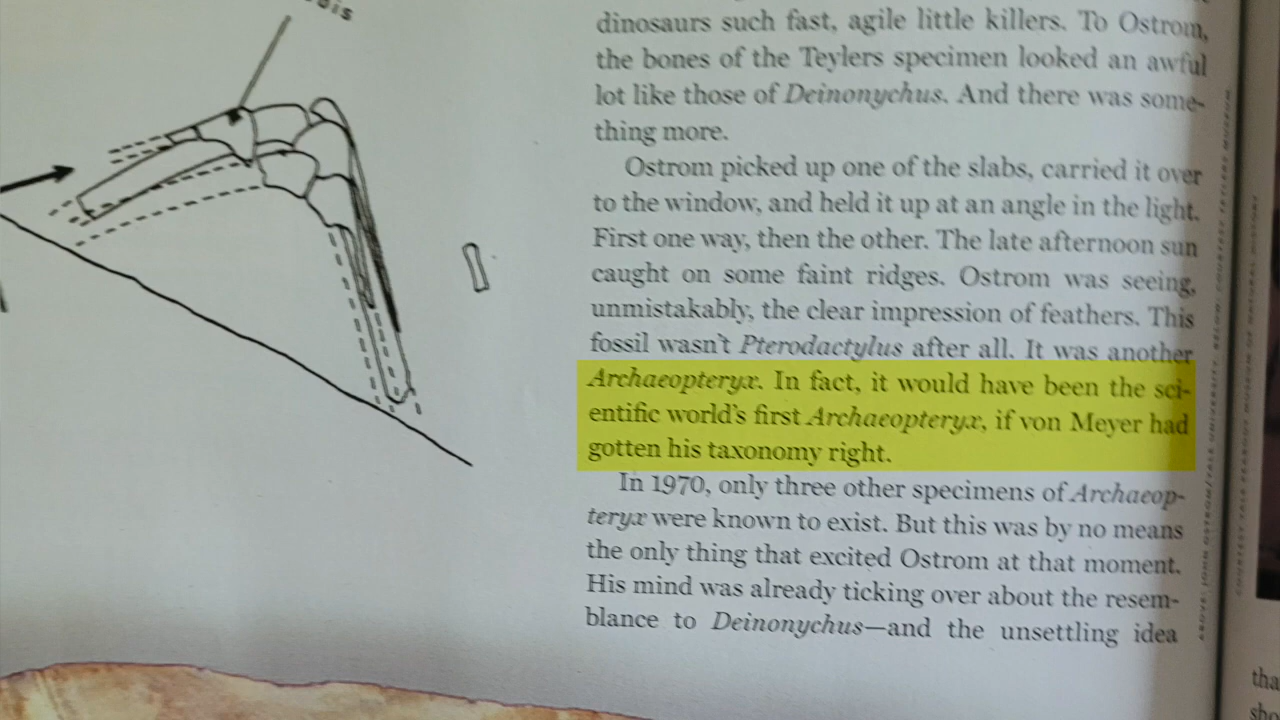 dinosaurs such fast, agile little killers. To Ostrom,
the bones of the Teylers specimen looked an awful
lot like those of Deinonychus. And there was some-
thing more.
Ostrom picked up one of the slabs, carried it over
to the window, and held it up at an angle in the light.
First one way, then the other. The late afternoon sun
caught on some faint ridges. Ostrom was seeing,
unmistakably, the clear impression of feathers. This
fossil wasn't Pterodactylus after all. It was another
Archaeopteryx. In fact, it would have been the sci-
entific world's first Archaeopteryx, if von Meyer had
gotten his taxonomy right.
In 1970, only three other specimens of Archaeop-
teryx were known to exist. But this was by no means
the only thing that excited Ostrom at that moment.
His mind was already ticking over about the resem-
blance to Deinonychus—and the unsettling idea
tha